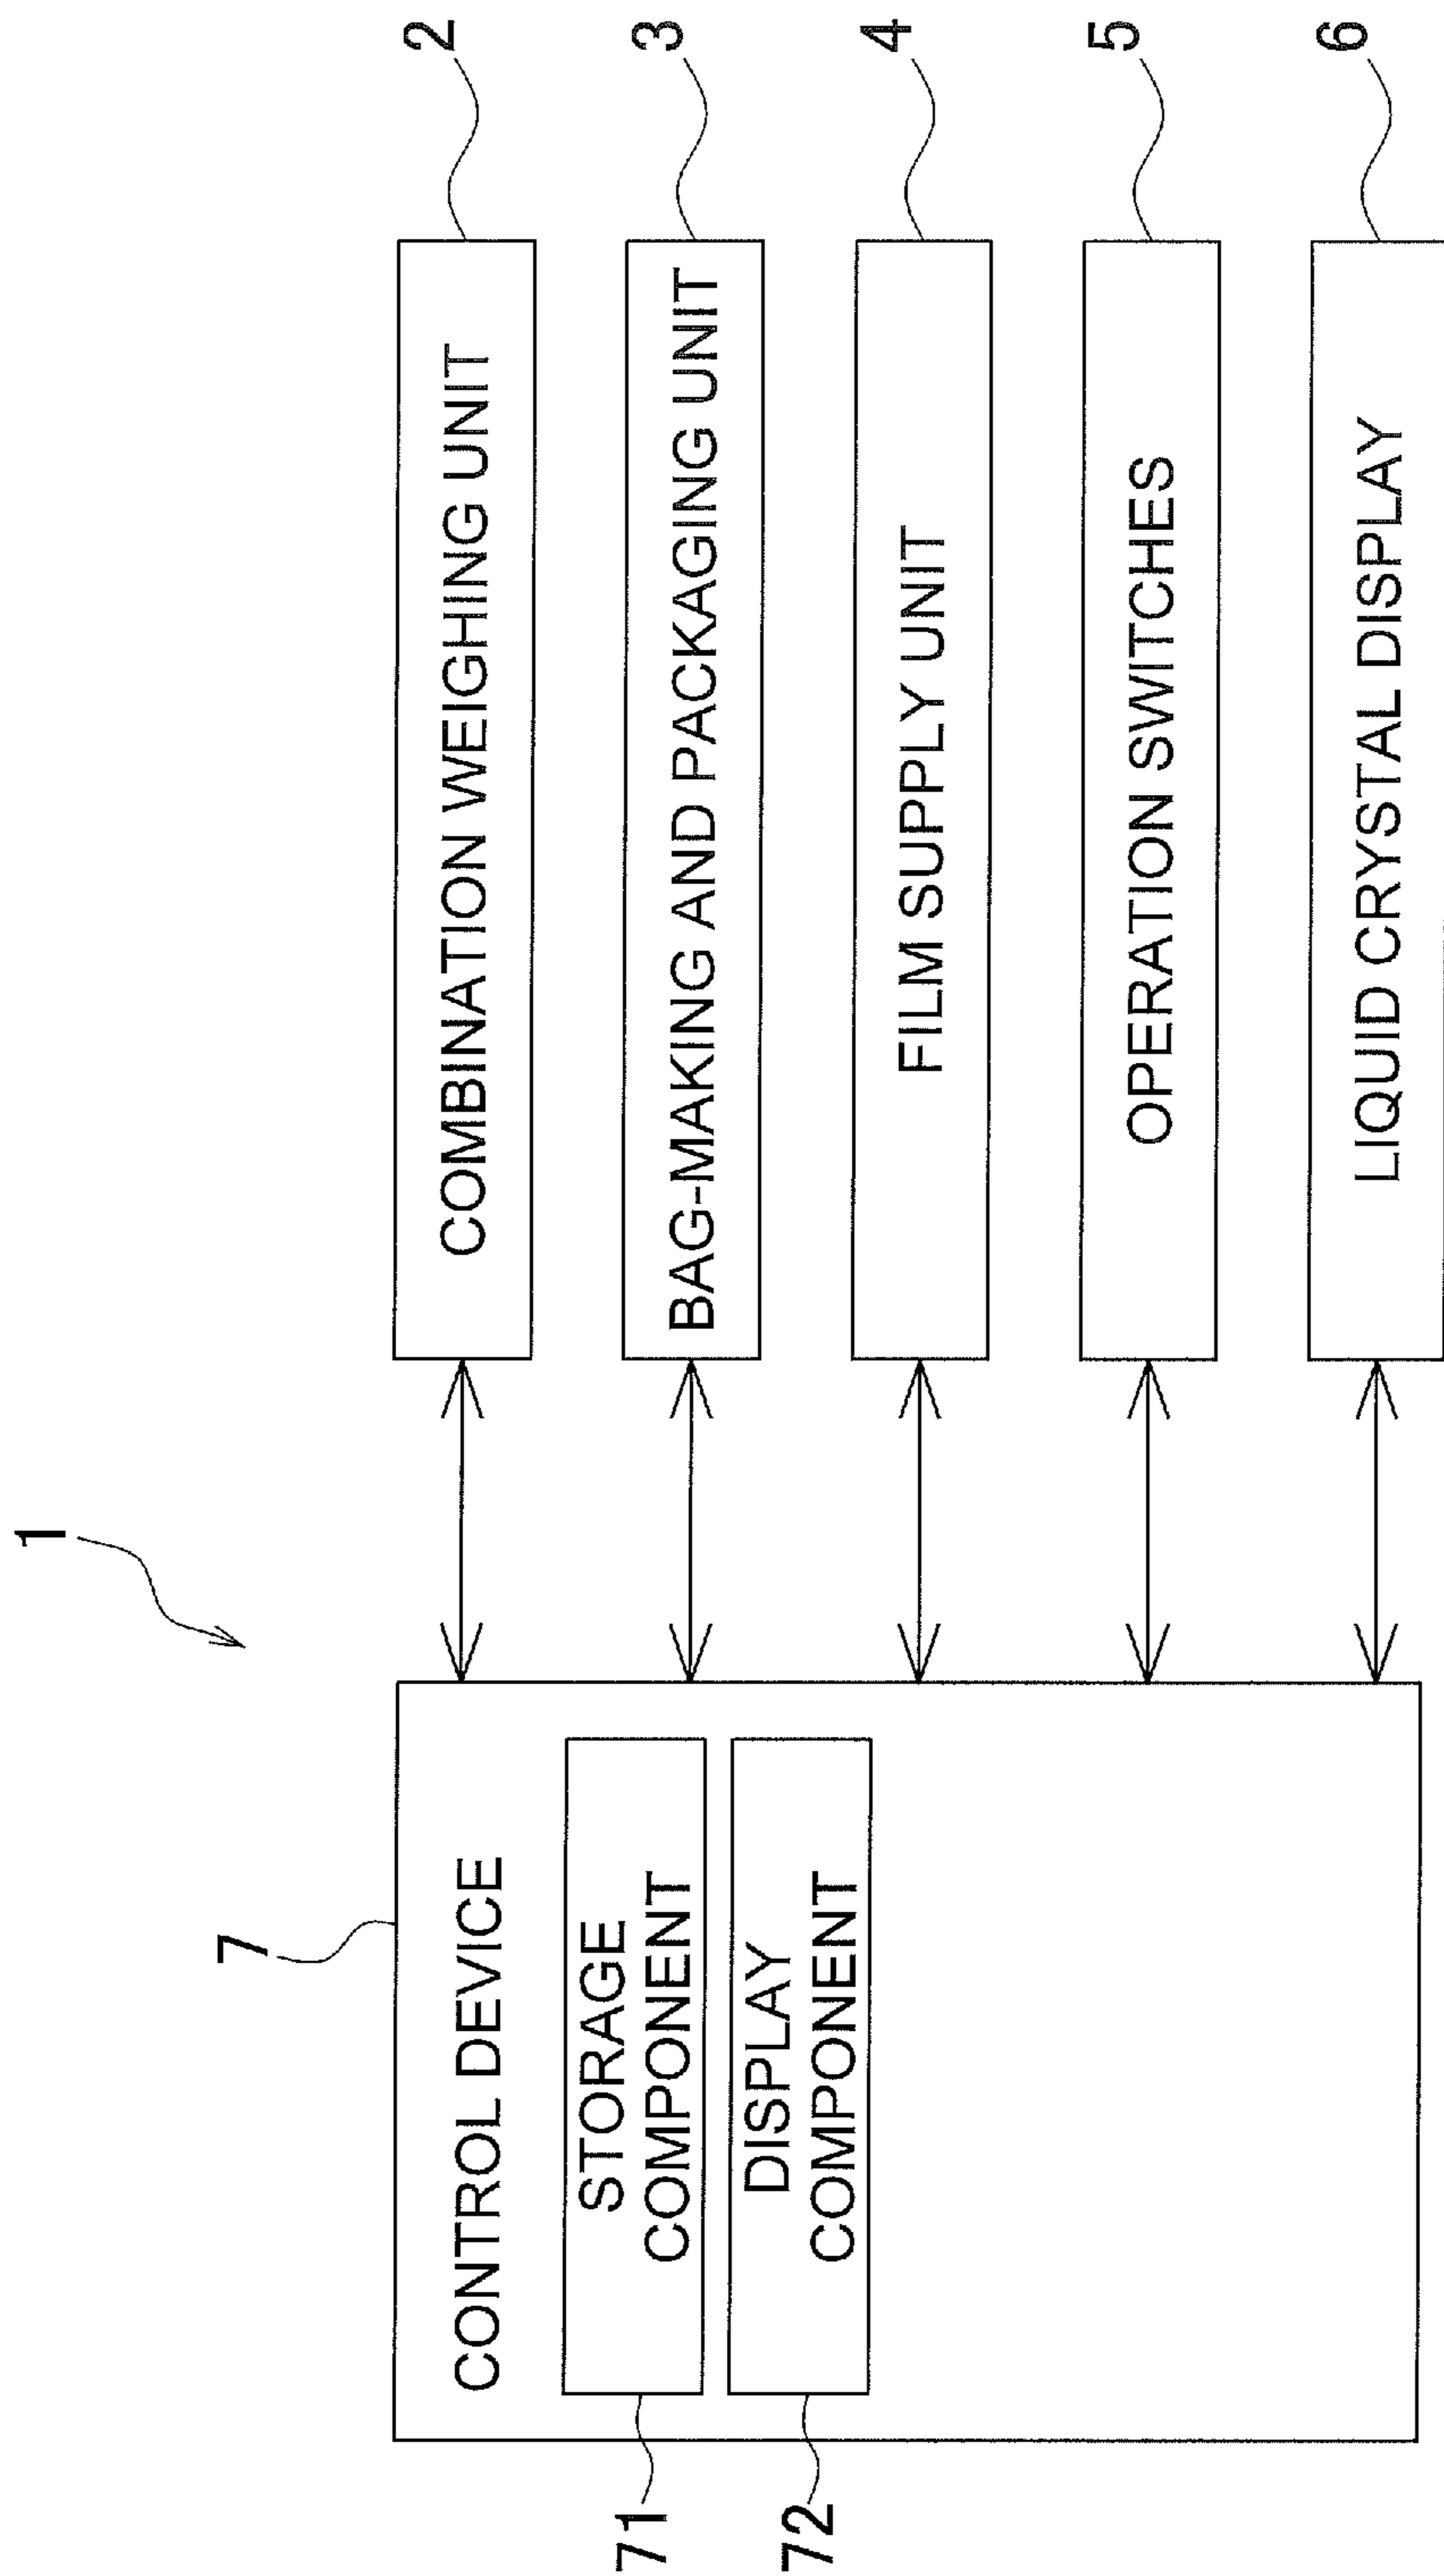 1
7
CONTROL DEVICE
71
STORAGE
COMPONENT
72
DISPLAY
COMPONENT
COMBINATION WEIGHING UNIT
2
BAG-MAKING AND PACKAGING UNIT
3
FILM SUPPLY UNIT
4
OPERATION SWITCHES
5
LIQUID CRYSTAL DISPLAY
6